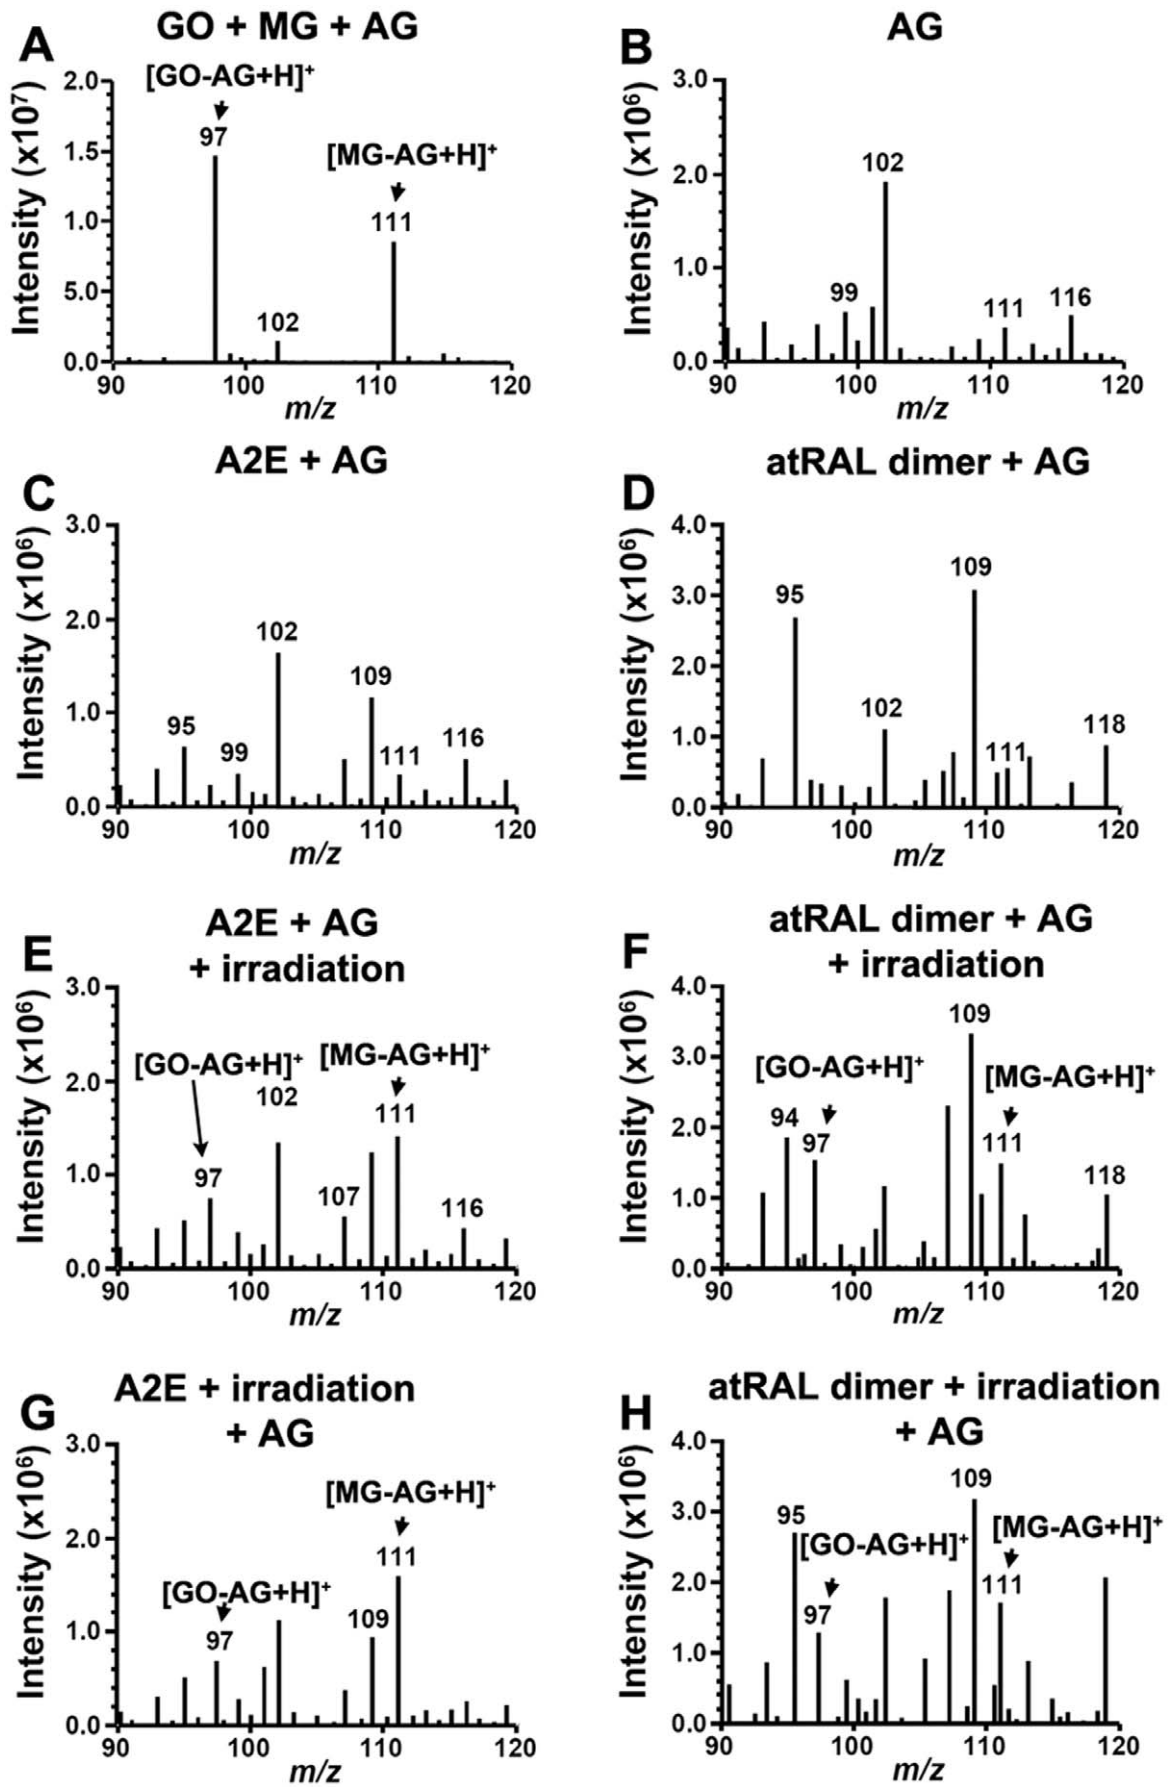 A
GO + MG + AG
[GO-AG+H]⁺
[MG-AG+H]⁺
97
111
102
Intensity (x10⁷)
2.0
1.5
1.0
5.0
0.0
90
100
110
120
m/z
B
AG
102
99
111
116
Intensity (x10⁶)
3.0
2.0
1.0
0.0
90
100
110
120
m/z
C
A2E + AG
95
99
102
109
111
116
Intensity (x10⁶)
3.0
2.0
1.0
0.0
90
100
110
120
m/z
D
atRAL dimer + AG
95
102
109
111
118
Intensity (x10⁶)
4.0
3.0
2.0
1.0
0.0
90
100
110
120
m/z
E
A2E + AG
+ irradiation
[GO-AG+H]⁺
[MG-AG+H]⁺
97
102
107
111
116
Intensity (x10⁶)
3.0
2.0
1.0
0.0
90
100
110
120
m/z
F
atRAL dimer + AG
+ irradiation
[GO-AG+H]⁺
[MG-AG+H]⁺
94
97
109
111
118
Intensity (x10⁶)
4.0
3.0
2.0
1.0
0.0
90
100
110
120
m/z
G
A2E + irradiation
+ AG
[MG-AG+H]⁺
[GO-AG+H]⁺
97
109
111
Intensity (x10⁶)
3.0
2.0
1.0
0.0
90
100
110
120
m/z
H
atRAL dimer + irradiation
+ AG
[GO-AG+H]⁺
[MG-AG+H]⁺
95
97
109
111
Intensity (x10⁶)
4.0
3.0
2.0
1.0
0.0
90
100
110
120
m/z